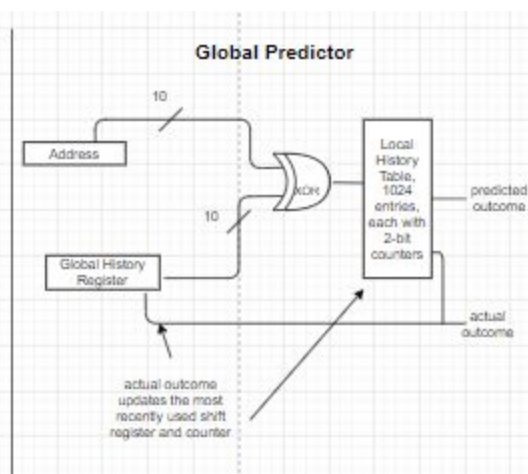 Global Predictor
10
Address
XOR
Local
History
Table,
1024
entries,
each with
2-bit
counters
predicted
outcome
10
Global History
Register
actual
outcome
actual outcome
updates the most
recently used shift
register and counter